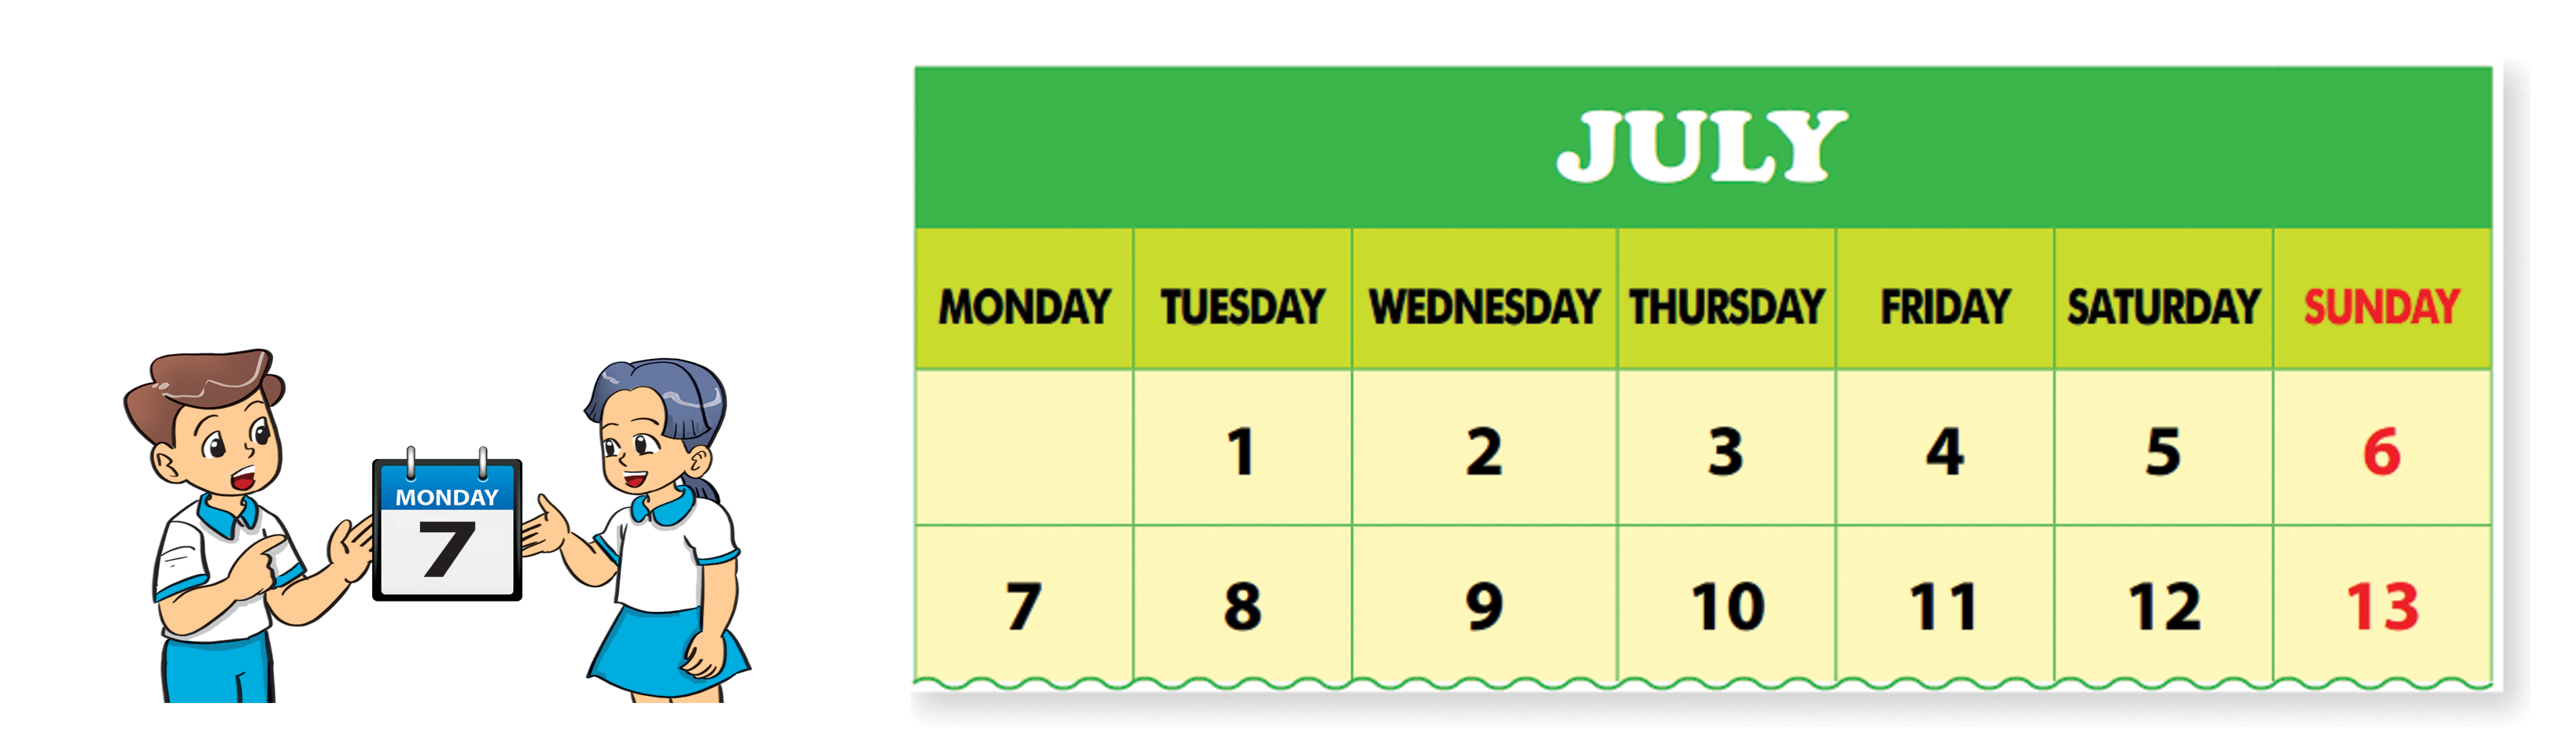 MONDAY
7
JULY
MONDAY TUESDAY WEDNESDAY THURSDAY FRIDAY SATURDAY SUNDAY
1 2 3 4 5 6
7 8 9 10 11 12 13